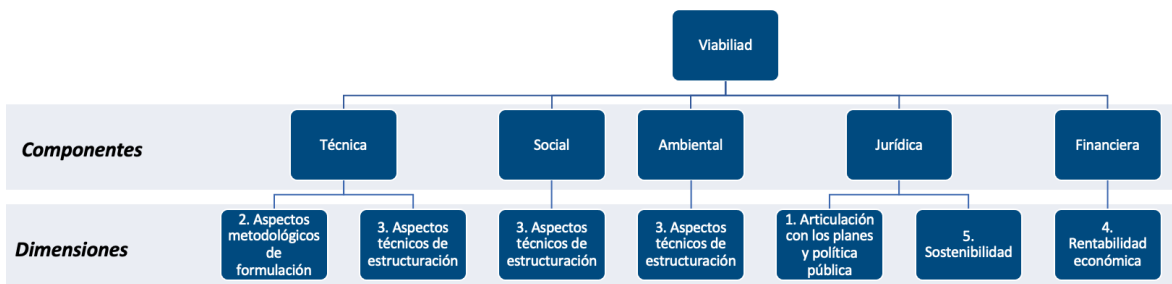 Viabiliad
Componentes
Técnica
Social
Ambiental
Jurídica
Financiera
Dimensiones
2. Aspectos
metodológicos
de
formulación
3. Aspectos
técnicos de
estructuración
3. Aspectos
técnicos de
estructuración
3. Aspectos
técnicos de
estructuración
1. Articulación
con los planes
y política
pública
5.
Sostenibilidad
4.
Rentabilidad
económica